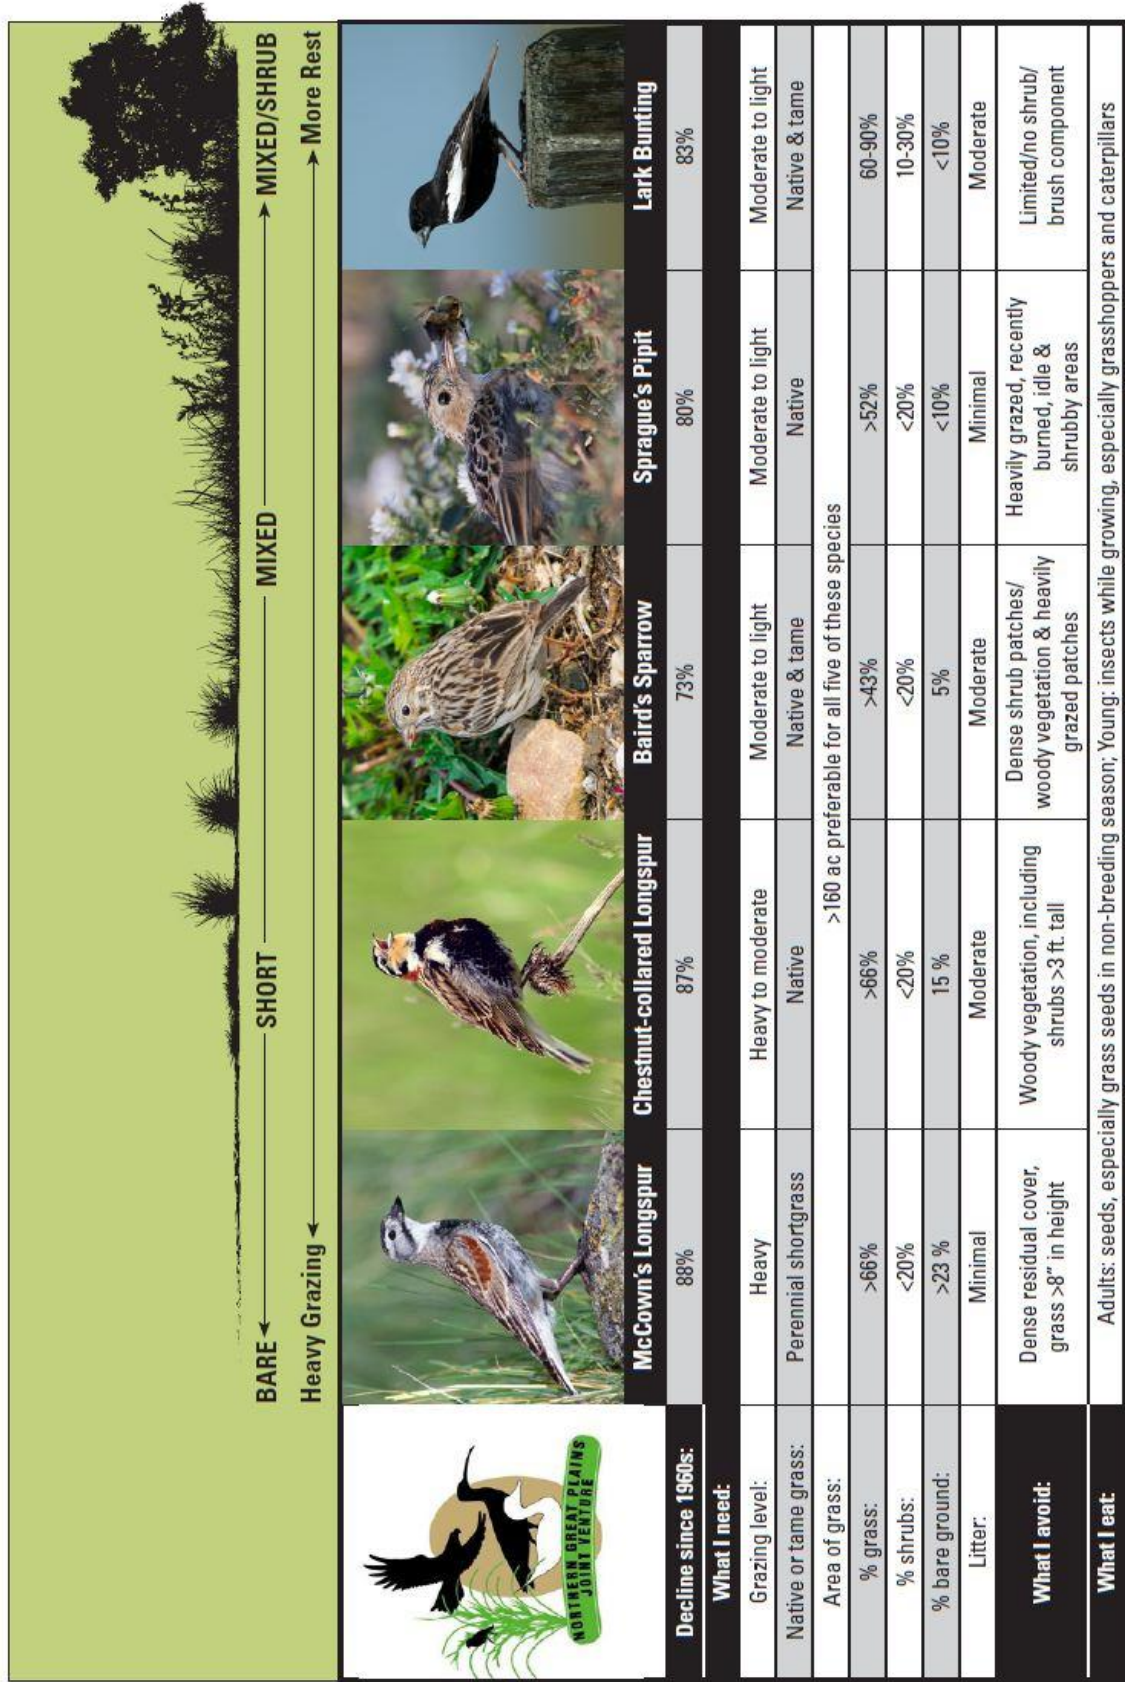 BARE SHORT MIXED MIXED/SHRUB
Heavy Grazing More Rest
NORTHERN GREAT PLAINS
JOINT VENTURE
McCown's Longspur Chestnut-collared Longspur Baird's Sparrow Sprague's Pipit Lark Bunting
Decline since 1960s: 88% 87% 73% 80% 83%
What I need:
Grazing level: Heavy Heavy to moderate Moderate to light Moderate to light Moderate to light
Native or tame grass: Perennial shortgrass Native Native & tame Native Native & tame
Area of grass: >160 ac preferable for all five of these species
% grass: >66% >66% >43% >52% 60-90%
% shrubs: <20% <20% <20% <20% 10-30%
% bare ground: >23 % 15 % 5% <10% <10%
Litter: Minimal Moderate Moderate Minimal Moderate
What I avoid:
Dense residual cover,
grass >8" in height
Woody vegetation, including
shrubs >3 ft. tall
Dense shrub patches/
woody vegetation & heavily
grazed patches
Heavily grazed, recently
burned, idle &
shrubby areas
Limited/no shrub/
brush component
What I eat: Adults: seeds, especially grass seeds in non-breeding season; Young: insects while growing, especially grasshoppers and caterpillars